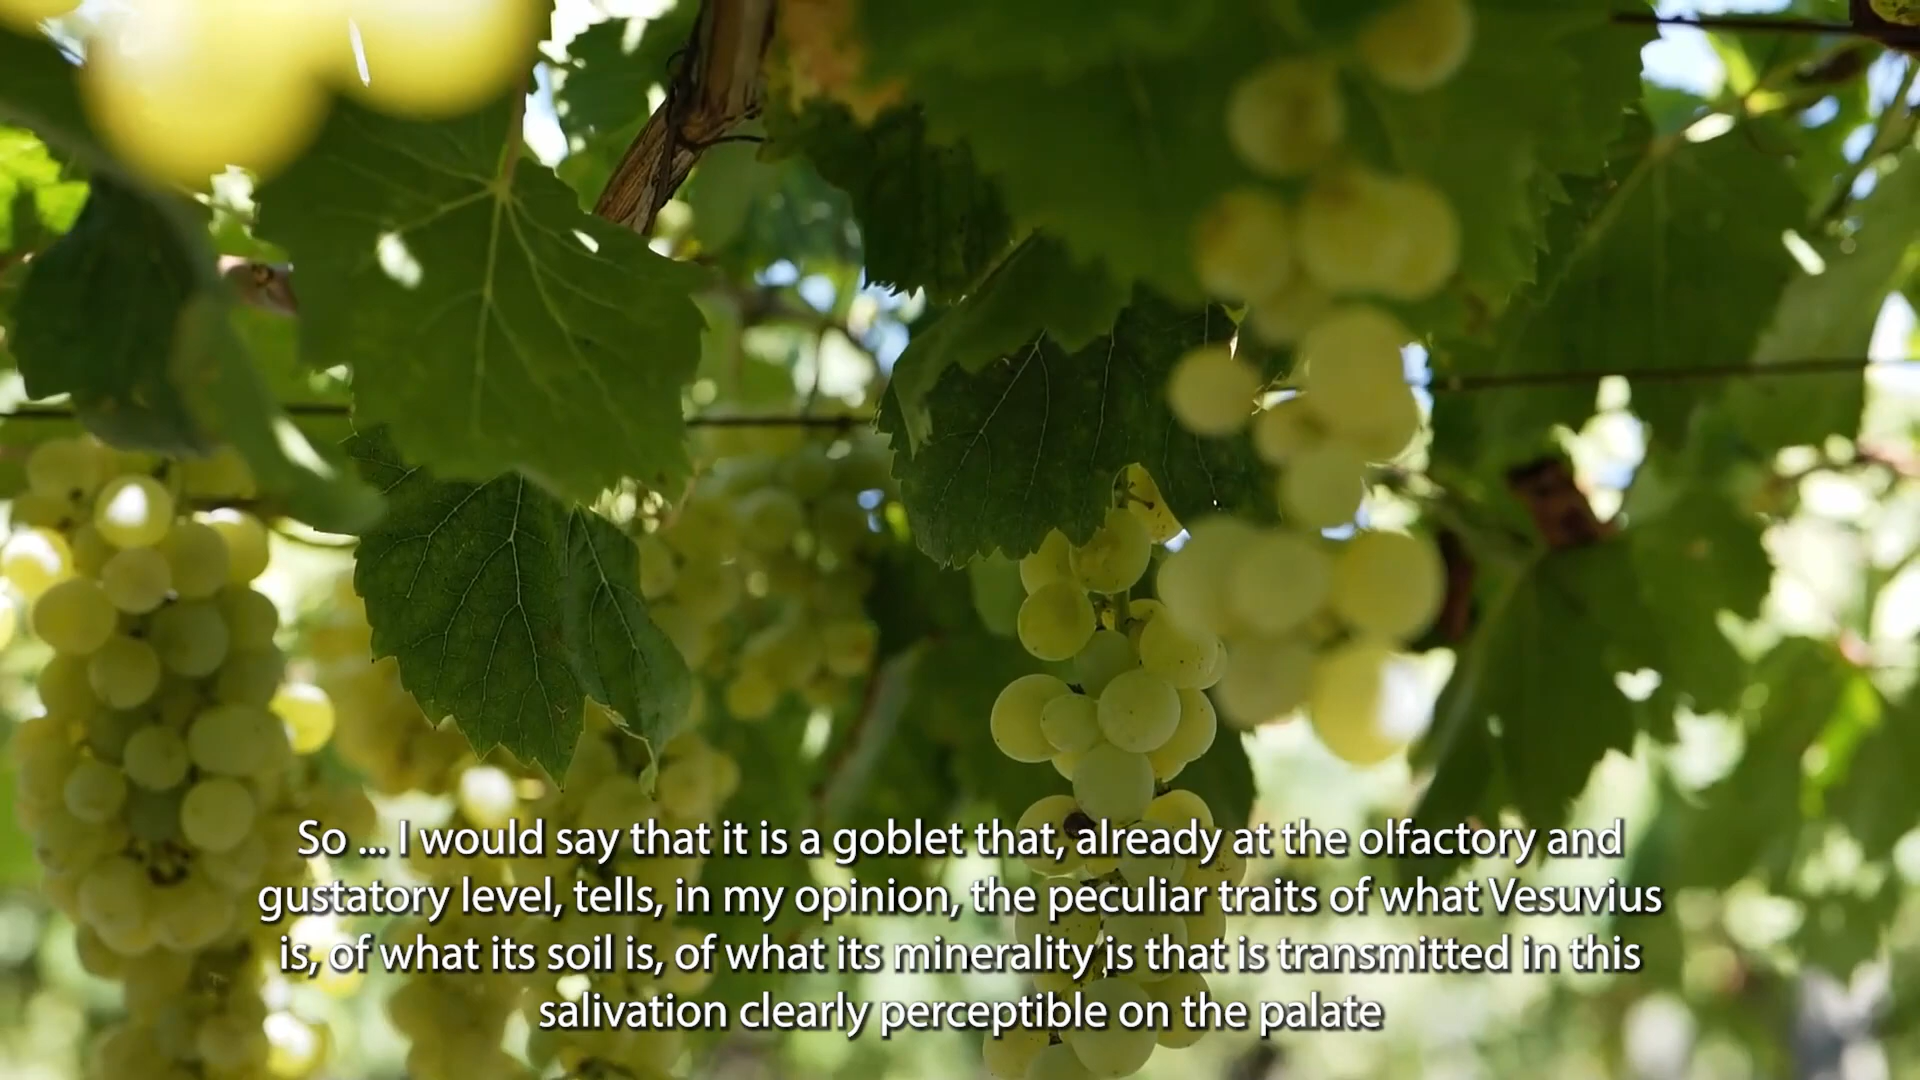 So ... I would say that it is a goblet that, already at the olfactory and
gustatory level, tells, in my opinion, the peculiar traits of what Vesuvius
is, of what its soil is, of what its minerality is that is transmitted in this
salivation clearly perceptible on the palate